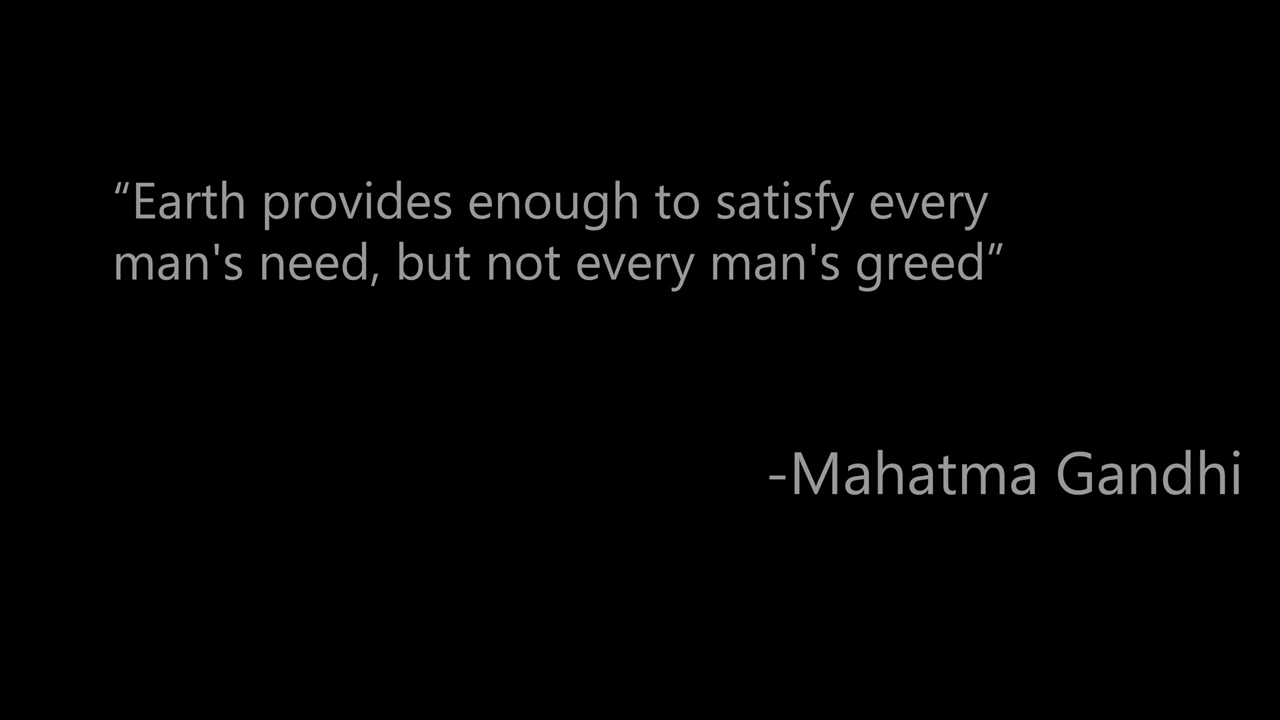 “Earth provides enough to satisfy every
man's need, but not every man's greed”
-Mahatma Gandhi